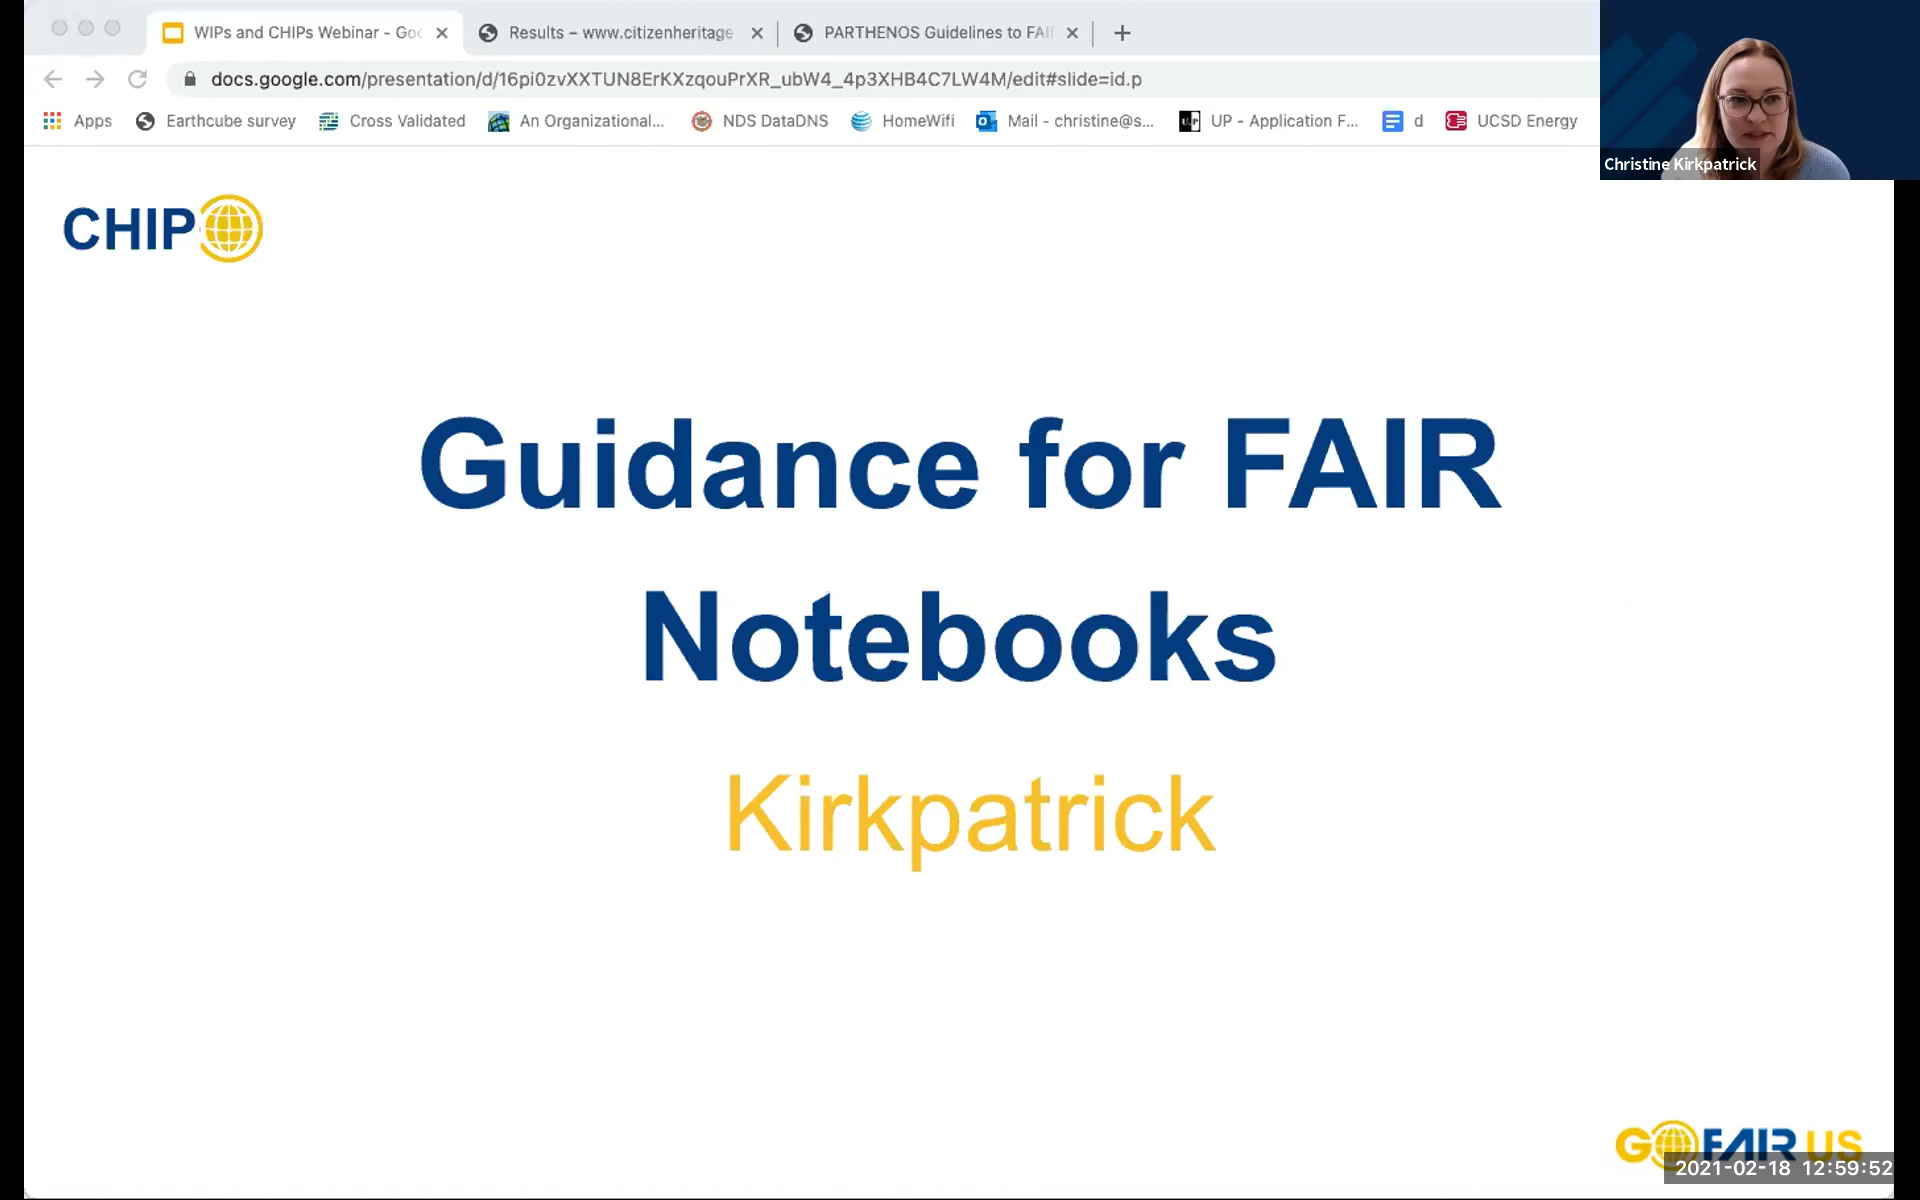 WIPs and CHIPs Webinar - Goo
Results – www.citizenheritage
PARTHENOS Guidelines to FAI
docs.google.com/presentation/d/16pi0zvXXTUN8ErKXzqouPrXR_ubW4_4p3XHB4C7LW4M/edit#slide=id.p
Apps
Earthcube survey
Cross Validated
An Organizational...
NDS DataDNS
HomeWifi
Mail - christine@s...
UP - Application F...
d
UCSD Energy
Christine Kirkpatrick
CHIP
Guidance for FAIR
Notebooks
Kirkpatrick
GO FAIR US
2021-02-18 12:59:52